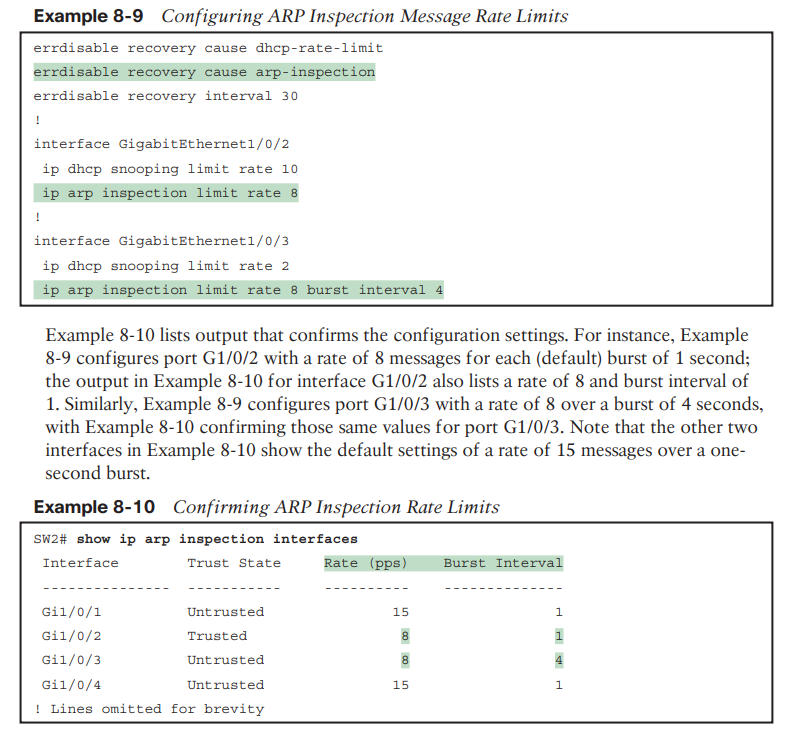 Example 8-9 Configuring ARP Inspection Message Rate Limits
errdisable recovery cause dhcp-rate-limit
errdisable recovery cause arp-inspection
errdisable recovery interval 30
!
interface GigabitEthernet1/0/2
ip dhcp snooping limit rate 10
ip arp inspection limit rate 8
!
interface GigabitEthernet1/0/3
ip dhcp snooping limit rate 2
ip arp inspection limit rate 8 burst interval 4
Example 8-10 lists output that confirms the configuration settings. For instance, Example
8-9 configures port G1/0/2 with a rate of 8 messages for each (default) burst of 1 second;
the output in Example 8-10 for interface G1/0/2 also lists a rate of 8 and burst interval of
1. Similarly, Example 8-9 configures port G1/0/3 with a rate of 8 over a burst of 4 seconds,
with Example 8-10 confirming those same values for port G1/0/3. Note that the other two
interfaces in Example 8-10 show the default settings of a rate of 15 messages over a one-
second burst.
Example 8-10 Confirming ARP Inspection Rate Limits
SW2# show ip arp inspection interfaces
Interface Trust State Rate (pps) Burst Interval
--------------- ----------- ---------- --------------
Gi1/0/1 Untrusted 15 1
Gi1/0/2 Trusted 8 1
Gi1/0/3 Untrusted 8 4
Gi1/0/4 Untrusted 15 1
! Lines omitted for brevity